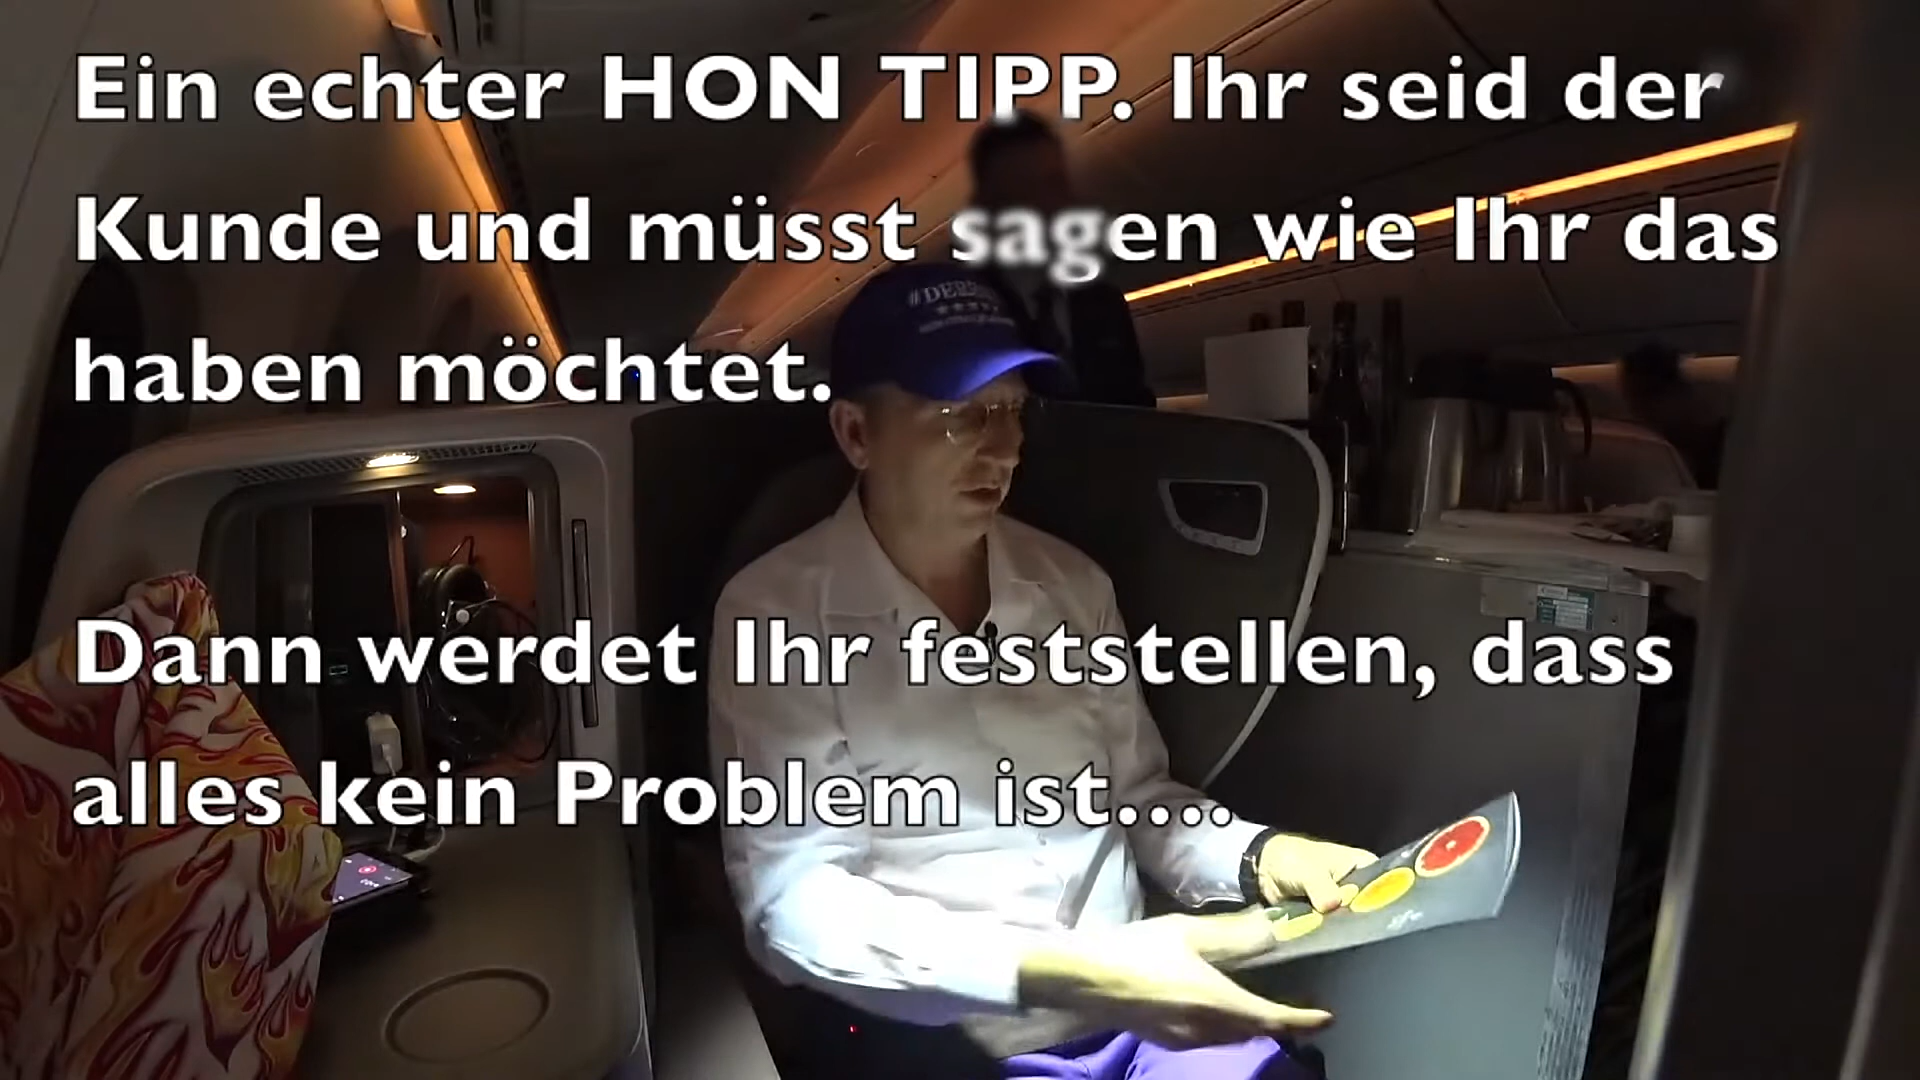 Ein echter HON TIPP. Ihr seid der
Kunde und müsst sagen wie Ihr das
haben möchtet.
Dann werdet Ihr feststellen, dass
alles kein Problem ist....